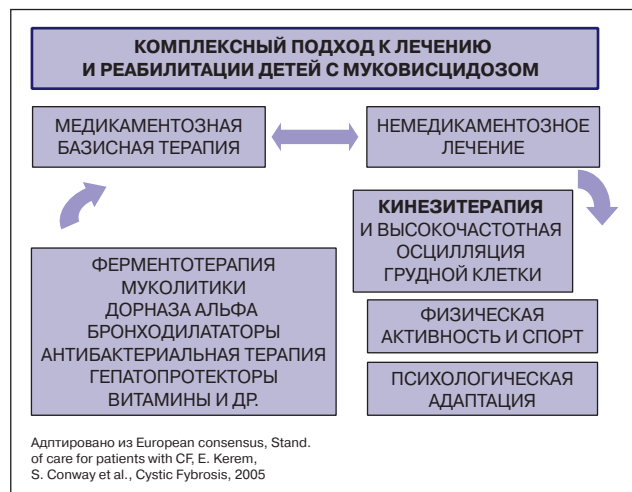 КОМПЛЕКСНЫЙ ПОДХОД К ЛЕЧЕНИЮ
И РЕАБИЛИТАЦИИ ДЕТЕЙ С МУКОВИСЦИДОЗОМ
МЕДИКАМЕНТОЗНАЯ
БАЗИСНАЯ ТЕРАПИЯ
НЕМЕДИКАМЕНТОЗНОЕ
ЛЕЧЕНИЕ
КИНЕЗИТЕРАПИЯ
И ВЫСОКОЧАСТОТНАЯ
ОСЦИЛЛЯЦИЯ
ГРУДНОЙ КЛЕТКИ
ФЕРМЕНТОТЕРАПИЯ
МУКОЛИТИКИ
ДОРНАЗА АЛЬФА
БРОНХОДИЛАТАТОРЫ
АНТИБАКТЕРИАЛЬНАЯ ТЕРАПИЯ
ГЕПАТОПРОТЕКТОРЫ
ВИТАМИНЫ И ДР.
ФИЗИЧЕСКАЯ
АКТИВНОСТЬ И СПОРТ
ПСИХОЛОГИЧЕСКАЯ
АДАПТАЦИЯ
Адптировано из European consensus, Stand.
of care for patients with CF, E. Kerem,
S. Conway et al., Cystic Fybrosis, 2005